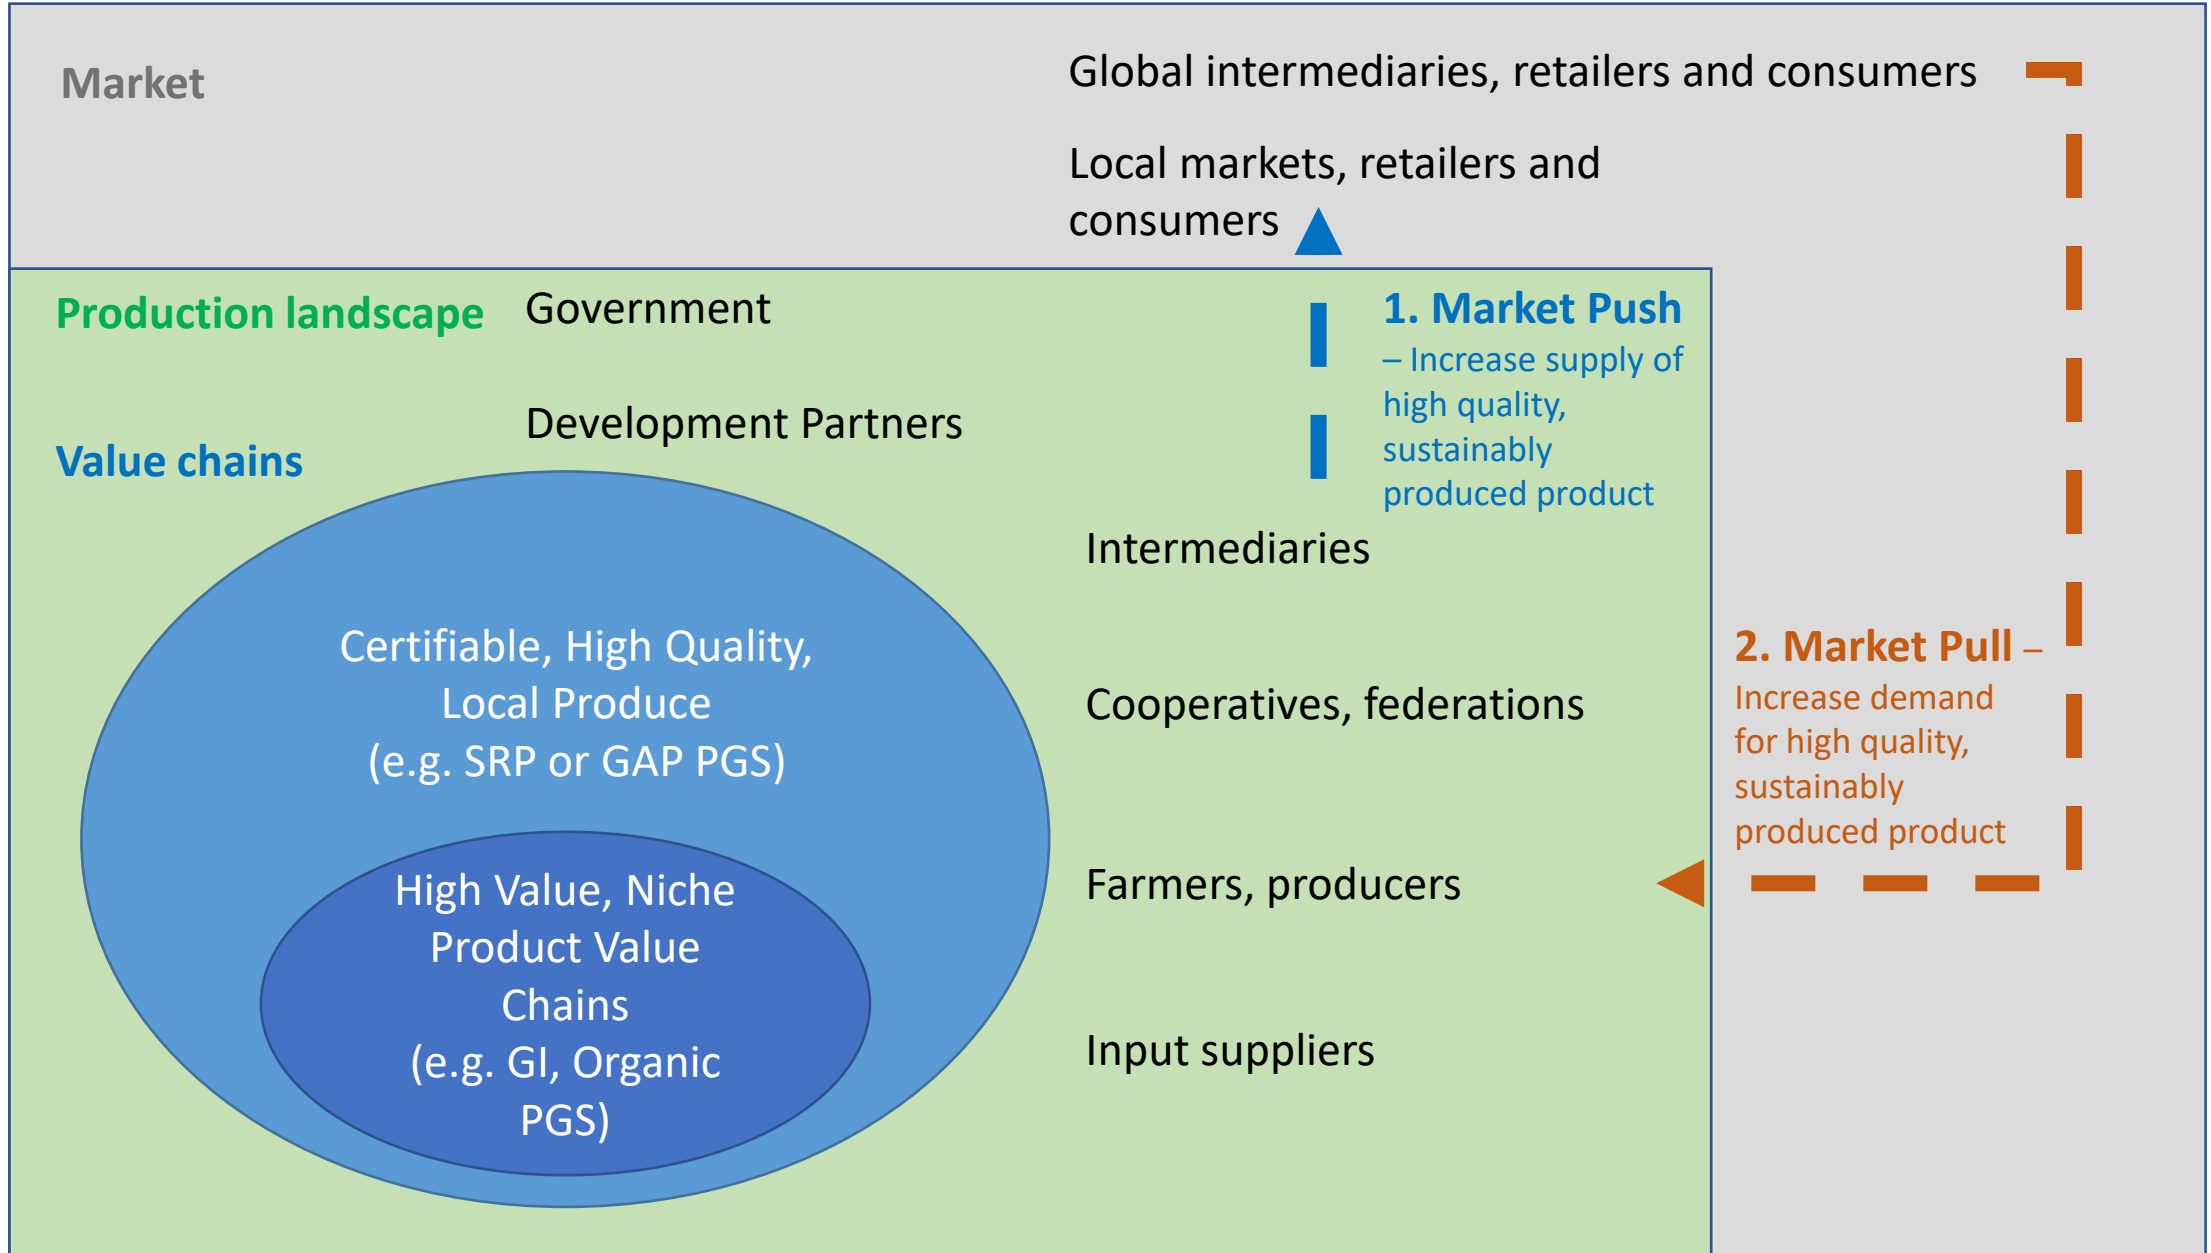 Market
Global intermediaries, retailers and consumers
Local markets, retailers and
consumers
Production landscape
Government
Development Partners
Value chains
1. Market Push
– Increase supply of
high quality,
sustainably
produced product
Intermediaries
Certifiable, High Quality,
Local Produce
(e.g. SRP or GAP PGS)
Cooperatives, federations
2. Market Pull –
Increase demand
for high quality,
sustainably
produced product
High Value, Niche
Product Value
Chains
(e.g. GI, Organic
PGS)
Farmers, producers
Input suppliers